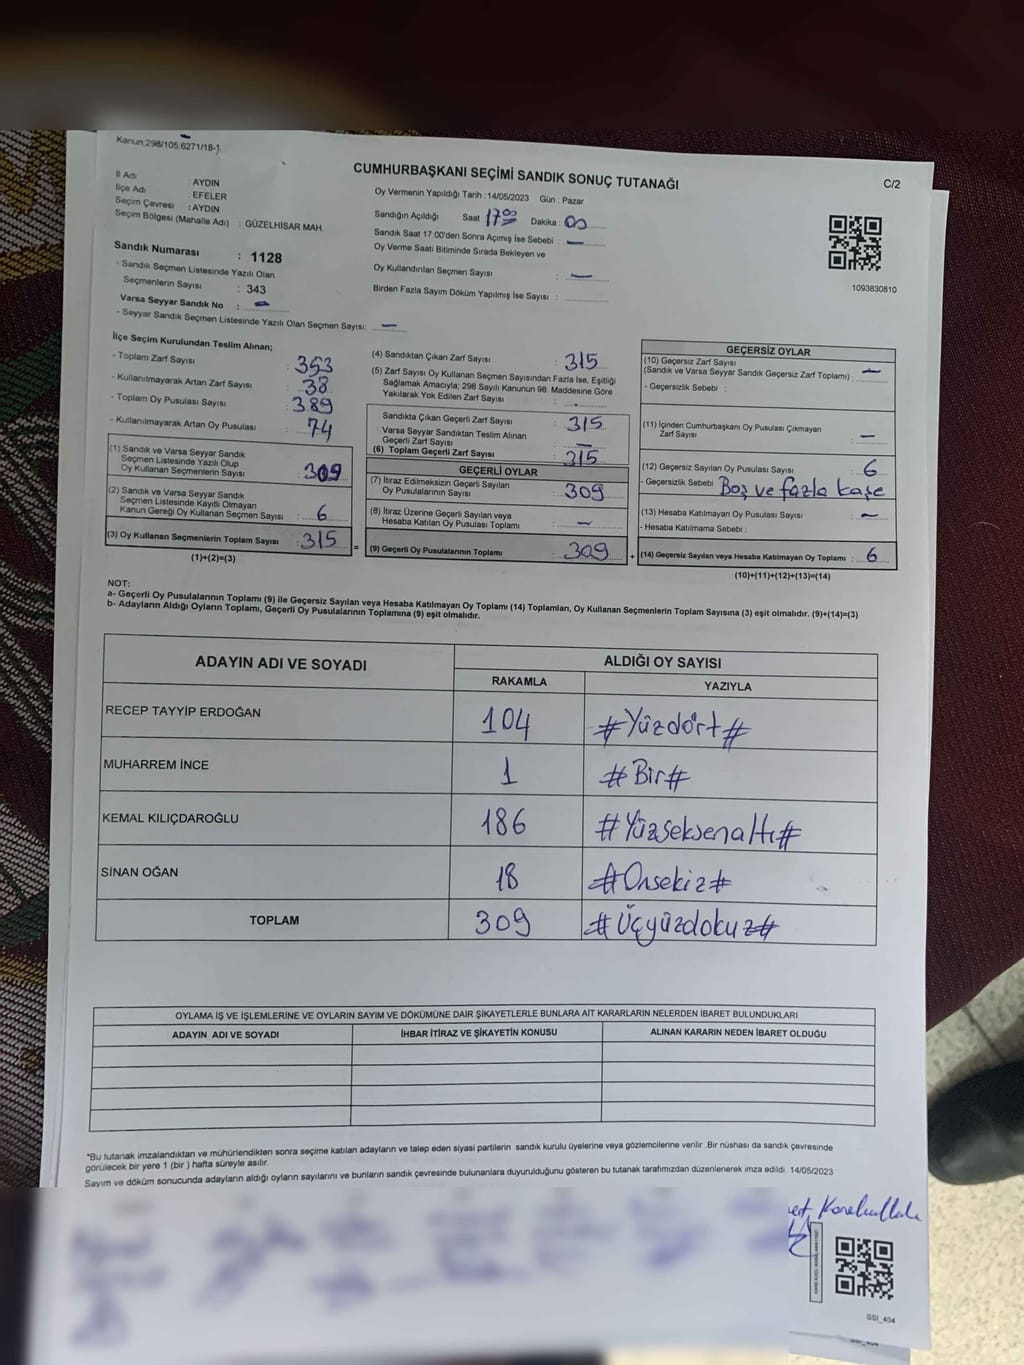 Kanun:298/105,6271/18-1
CUMHURBAŞKANI SEÇİMİ SANDIK SONUÇ TUTANAĞI
C/2
İl Adı : AYDIN
İlçe Adı : EFELER
Seçim Çevresi : AYDIN
Seçim Bölgesi (Mahalle Adı) : GÜZELHİSAR MAH.
Sandık Numarası : 1128
- Sandık Seçmen Listesinde Yazılı Olan
Seçmenlerin Sayısı : 343
Varsa Seyyar Sandık No : –
- Seyyar Sandık Seçmen Listesinde Yazılı Olan Seçmen Sayısı: –
Oy Vermenin Yapıldığı Tarih :14/05/2023 Gün : Pazar
Sandığın Açıldığı Saat 17:00 Dakika : 00
Sandık Saat 17:00'den Sonra Açımış İse Sebebi : –
Oy Verme Saati Bitiminde Sırada Bekleyen ve
Oy Kullandırılan Seçmen Sayısı : –
Birden Fazla Sayım Döküm Yapılmış İse Sayısı :
1093830810
İlçe Seçim Kurulundan Teslim Alınan;
- Toplam Zarf Sayısı : 353
- Kullanılmayarak Artan Zarf Sayısı : 38
- Toplam Oy Pusulası Sayısı : 389
- Kullanılmayarak Artan Oy Pusulası : 74
(1) Sandık ve Varsa Seyyar Sandık
Seçmen Listesinde Yazılı Olup
Oy Kullanan Seçmenlerin Sayısı : 309
(2) Sandık ve Varsa Seyyar Sandık
Seçmen Listesinde Kayıtlı Olmayan
Kanun Gereği Oy Kullanan Seçmen Sayısı : 6
(3) Oy Kullanan Seçmenlerin Toplam Sayısı : 315
(1)+(2)=(3)
(4) Sandıktan Çıkan Zarf Sayısı : 315
(5) Zarf Sayısı Oy Kullanan Seçmen Sayısından Fazla İse, Eşitliği
Sağlamak Amacıyla; 298 Sayılı Kanunun 98. Maddesine Göre
Yakılarak Yok Edilen Zarf Sayısı :
Sandıkta Çıkan Geçerli Zarf Sayısı : 315
Varsa Seyyar Sandıktan Teslim Alınan
Geçerli Zarf Sayısı : –
(6) Toplam Geçerli Zarf Sayısı : 315
GEÇERLİ OYLAR
(7) İtiraz Edilmeksizin Geçerli Sayılan
Oy Pusulalarının Sayısı : 309
(8) İtiraz Üzerine Geçerli Sayılan veya
Hesaba Katılan Oy Pusulası Toplamı : –
= (9) Geçerli Oy Pusulalarının Toplamı : 309 +
GEÇERSİZ OYLAR
(10) Geçersiz Zarf Sayısı
(Sandık ve Varsa Seyyar Sandık Geçersiz Zarf Toplamı) : –
- Geçersizlik Sebebi :
(11) İçinden Cumhurbaşkanı Oy Pusulası Çıkmayan
Zarf Sayısı : –
(12) Geçersiz Sayılan Oy Pusulası Sayısı : 6
- Geçersizlik Sebebi : Boş ve fazla kaşe
(13) Hesaba Katılmayan Oy Pusulası Sayısı : –
- Hesaba Katılmama Sebebi :
(14) Geçersiz Sayılan veya Hesaba Katılmayan Oy Toplamı : 6
(10)+(11)+(12)+(13)=(14)
NOT:
a- Geçerli Oy Pusulalarının Toplamı (9) ile Geçersiz Sayılan veya Hesaba Katılmayan Oy Toplamı (14) Toplamları, Oy Kullanan Seçmenlerin Toplam Sayısına (3) eşit olmalıdır. (9)+(14)=(3)
b- Adayların Aldığı Oyların Toplamı, Geçerli Oy Pusulalarının Toplamına (9) eşit olmalıdır.
ADAYIN ADI VE SOYADI ALDIĞI OY SAYISI
RAKAMLA YAZIYLA
RECEP TAYYİP ERDOĞAN 104 #Yüzdört#
MUHARREM İNCE 1 #Bir#
KEMAL KILIÇDAROĞLU 186 #Yüzseksenaltı#
SİNAN OĞAN 18 #Onsekiz#
TOPLAM 309 #Üçyüzdokuz#
OYLAMA İŞ VE İŞLEMLERİNE VE OYLARIN SAYIM VE DÖKÜMÜNE DAİR ŞİKAYETLERLE BUNLARA AİT KARARLARIN NELERDEN İBARET BULUNDUKLARI
ADAYIN ADI VE SOYADI İHBAR İTİRAZ VE ŞİKAYETİN KONUSU ALINAN KARARIN NEDEN İBARET OLDUĞU
*Bu tutanak imzalandıktan ve mühürlendikten sonra seçime katılan adayların ve talep eden siyasi partilerin sandık kurulu üyelerine veya gözlemcilerine verilir .Bir nüshası da sandık çevresinde
görülecek bir yere 1 (bir ) hafta süreyle asılır.
Sayım ve döküm sonucunda adayların aldığı oyların sayılarını ve bunların sandık çevresinde bulunanlara duyurulduğunu gösteren bu tutanak tarafımızdan düzenlenerek imza edildi. 14/05/2023
SSİ_404